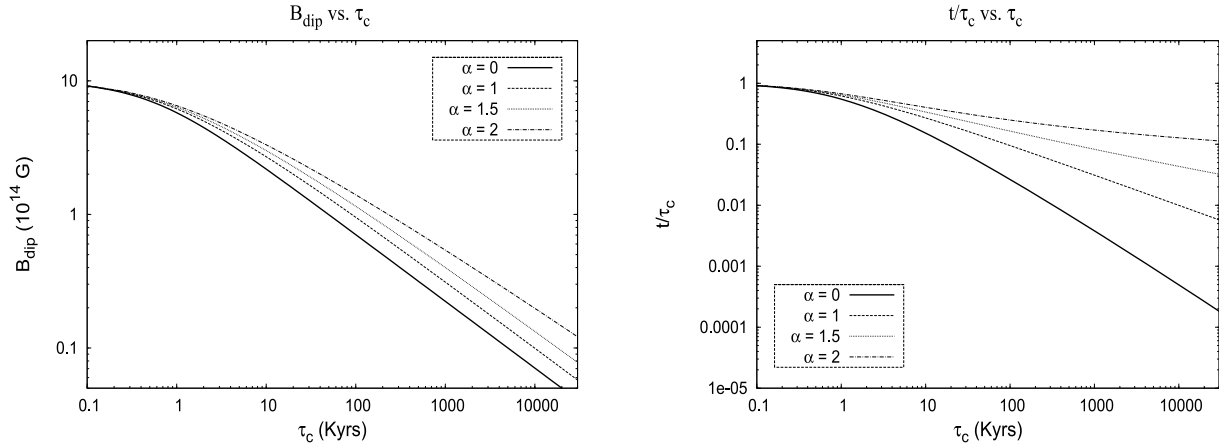 B_dip vs. τ_c
10
1
0.1
B_dip (10^14 G)
α = 0
α = 1
α = 1.5
α = 2
0.1 1 10 100 1000 10000
τ_c (Kyrs)
t/τ_c vs. τ_c
1
0.1
0.01
0.001
0.0001
1e-05
t/τ_c
α = 0
α = 1
α = 1.5
α = 2
0.1 1 10 100 1000 10000
τ_c (Kyrs)